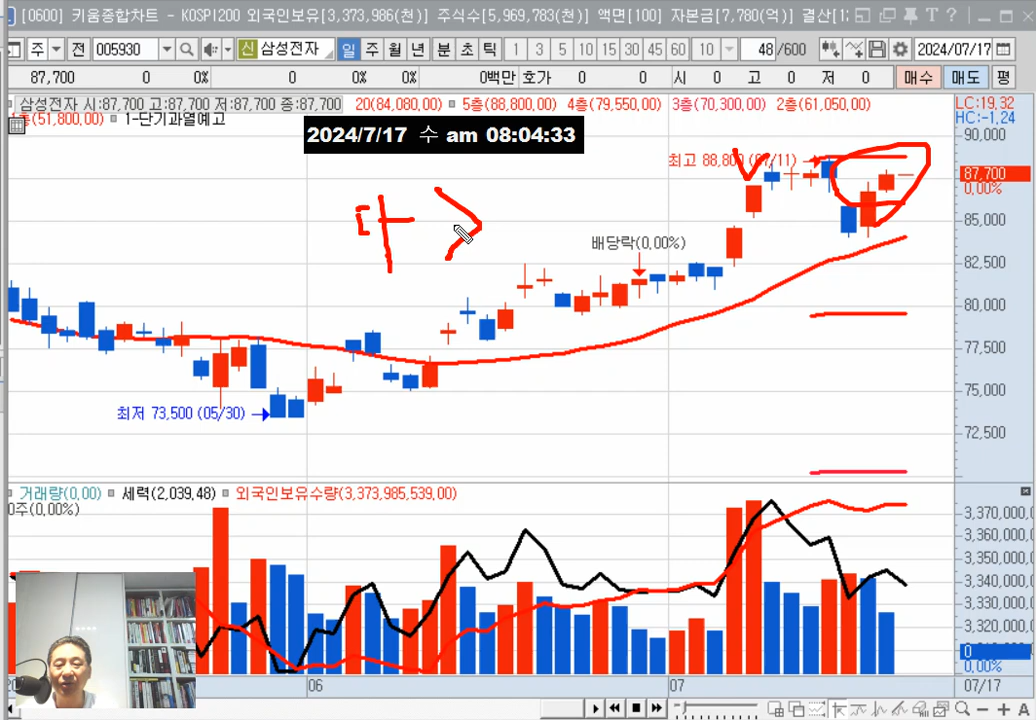 [0600] 키움종합차트 - KOSPI200 외국인보유[3,373,986(천)] 주식수[5,969,783(천)] 액면[100] 자본금[7,780(억)] 결산[1
주 전 005930 신 삼성전자 일 주 월 년 분 초 틱 1 3 5 10 15 30 45 60 10 48 /600 2024/07/17
87,700 0 0% 0 0% 0% 0백만 호가 0 0 시 0 고 0 저 0 매수 매도 평
삼성전자 시:87,700 고:87,700 저:87,700 종:87,700 20(84,080.00) 5층(88,800.00) 4층(79,550.00) 3층(70,300.00) 2층(61,050.00) LC:19.32
층(51,800.00) 1-단기과열예고 HC:-1.24
2024/7/17 수 am 08:04:33
90,000
최고 88,800 (07/11)
87,700
0.00%
85,000
배당락(0.00%)
82,500
80,000
77,500
75,000
최저 73,500 (05/30)
72,500
거래량(0.00) 세력(2,039.48) 외국인보유수량(3,373,985,539.00)
0주(0.00%)
3,370,000,
3,360,000,
3,350,000,
3,340,000,
3,330,000,
3,320,000,
3,310,000,
0
0.00%
06 07 07/17